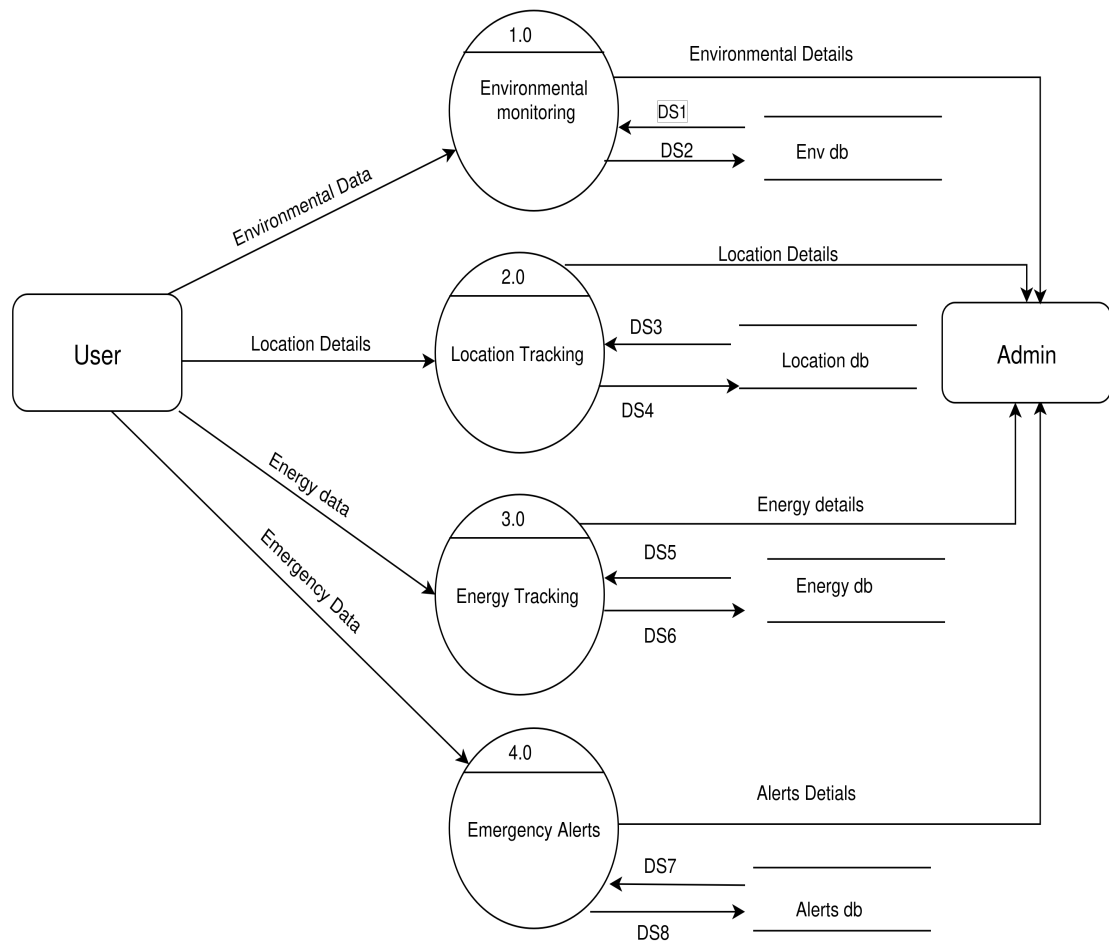 1.0
Environmental Details
Environmental
monitoring
DS1
DS2
Env db
Environmental Data
2.0
Location Details
User
Location Details
Location Tracking
DS3
DS4
Location db
Admin
Energy data
3.0
Energy details
Energy Tracking
DS5
DS6
Energy db
Emergency Data
4.0
Alerts Detials
Emergency Alerts
DS7
DS8
Alerts db